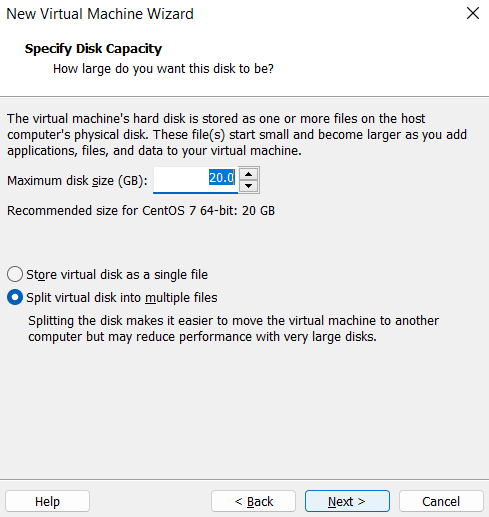 New Virtual Machine Wizard
Specify Disk Capacity
How large do you want this disk to be?
The virtual machine's hard disk is stored as one or more files on the host
computer's physical disk. These file(s) start small and become larger as you add
applications, files, and data to your virtual machine.
Maximum disk size (GB): 20.0
Recommended size for CentOS 7 64-bit: 20 GB
Store virtual disk as a single file
Split virtual disk into multiple files
Splitting the disk makes it easier to move the virtual machine to another
computer but may reduce performance with very large disks.
Help < Back Next > Cancel